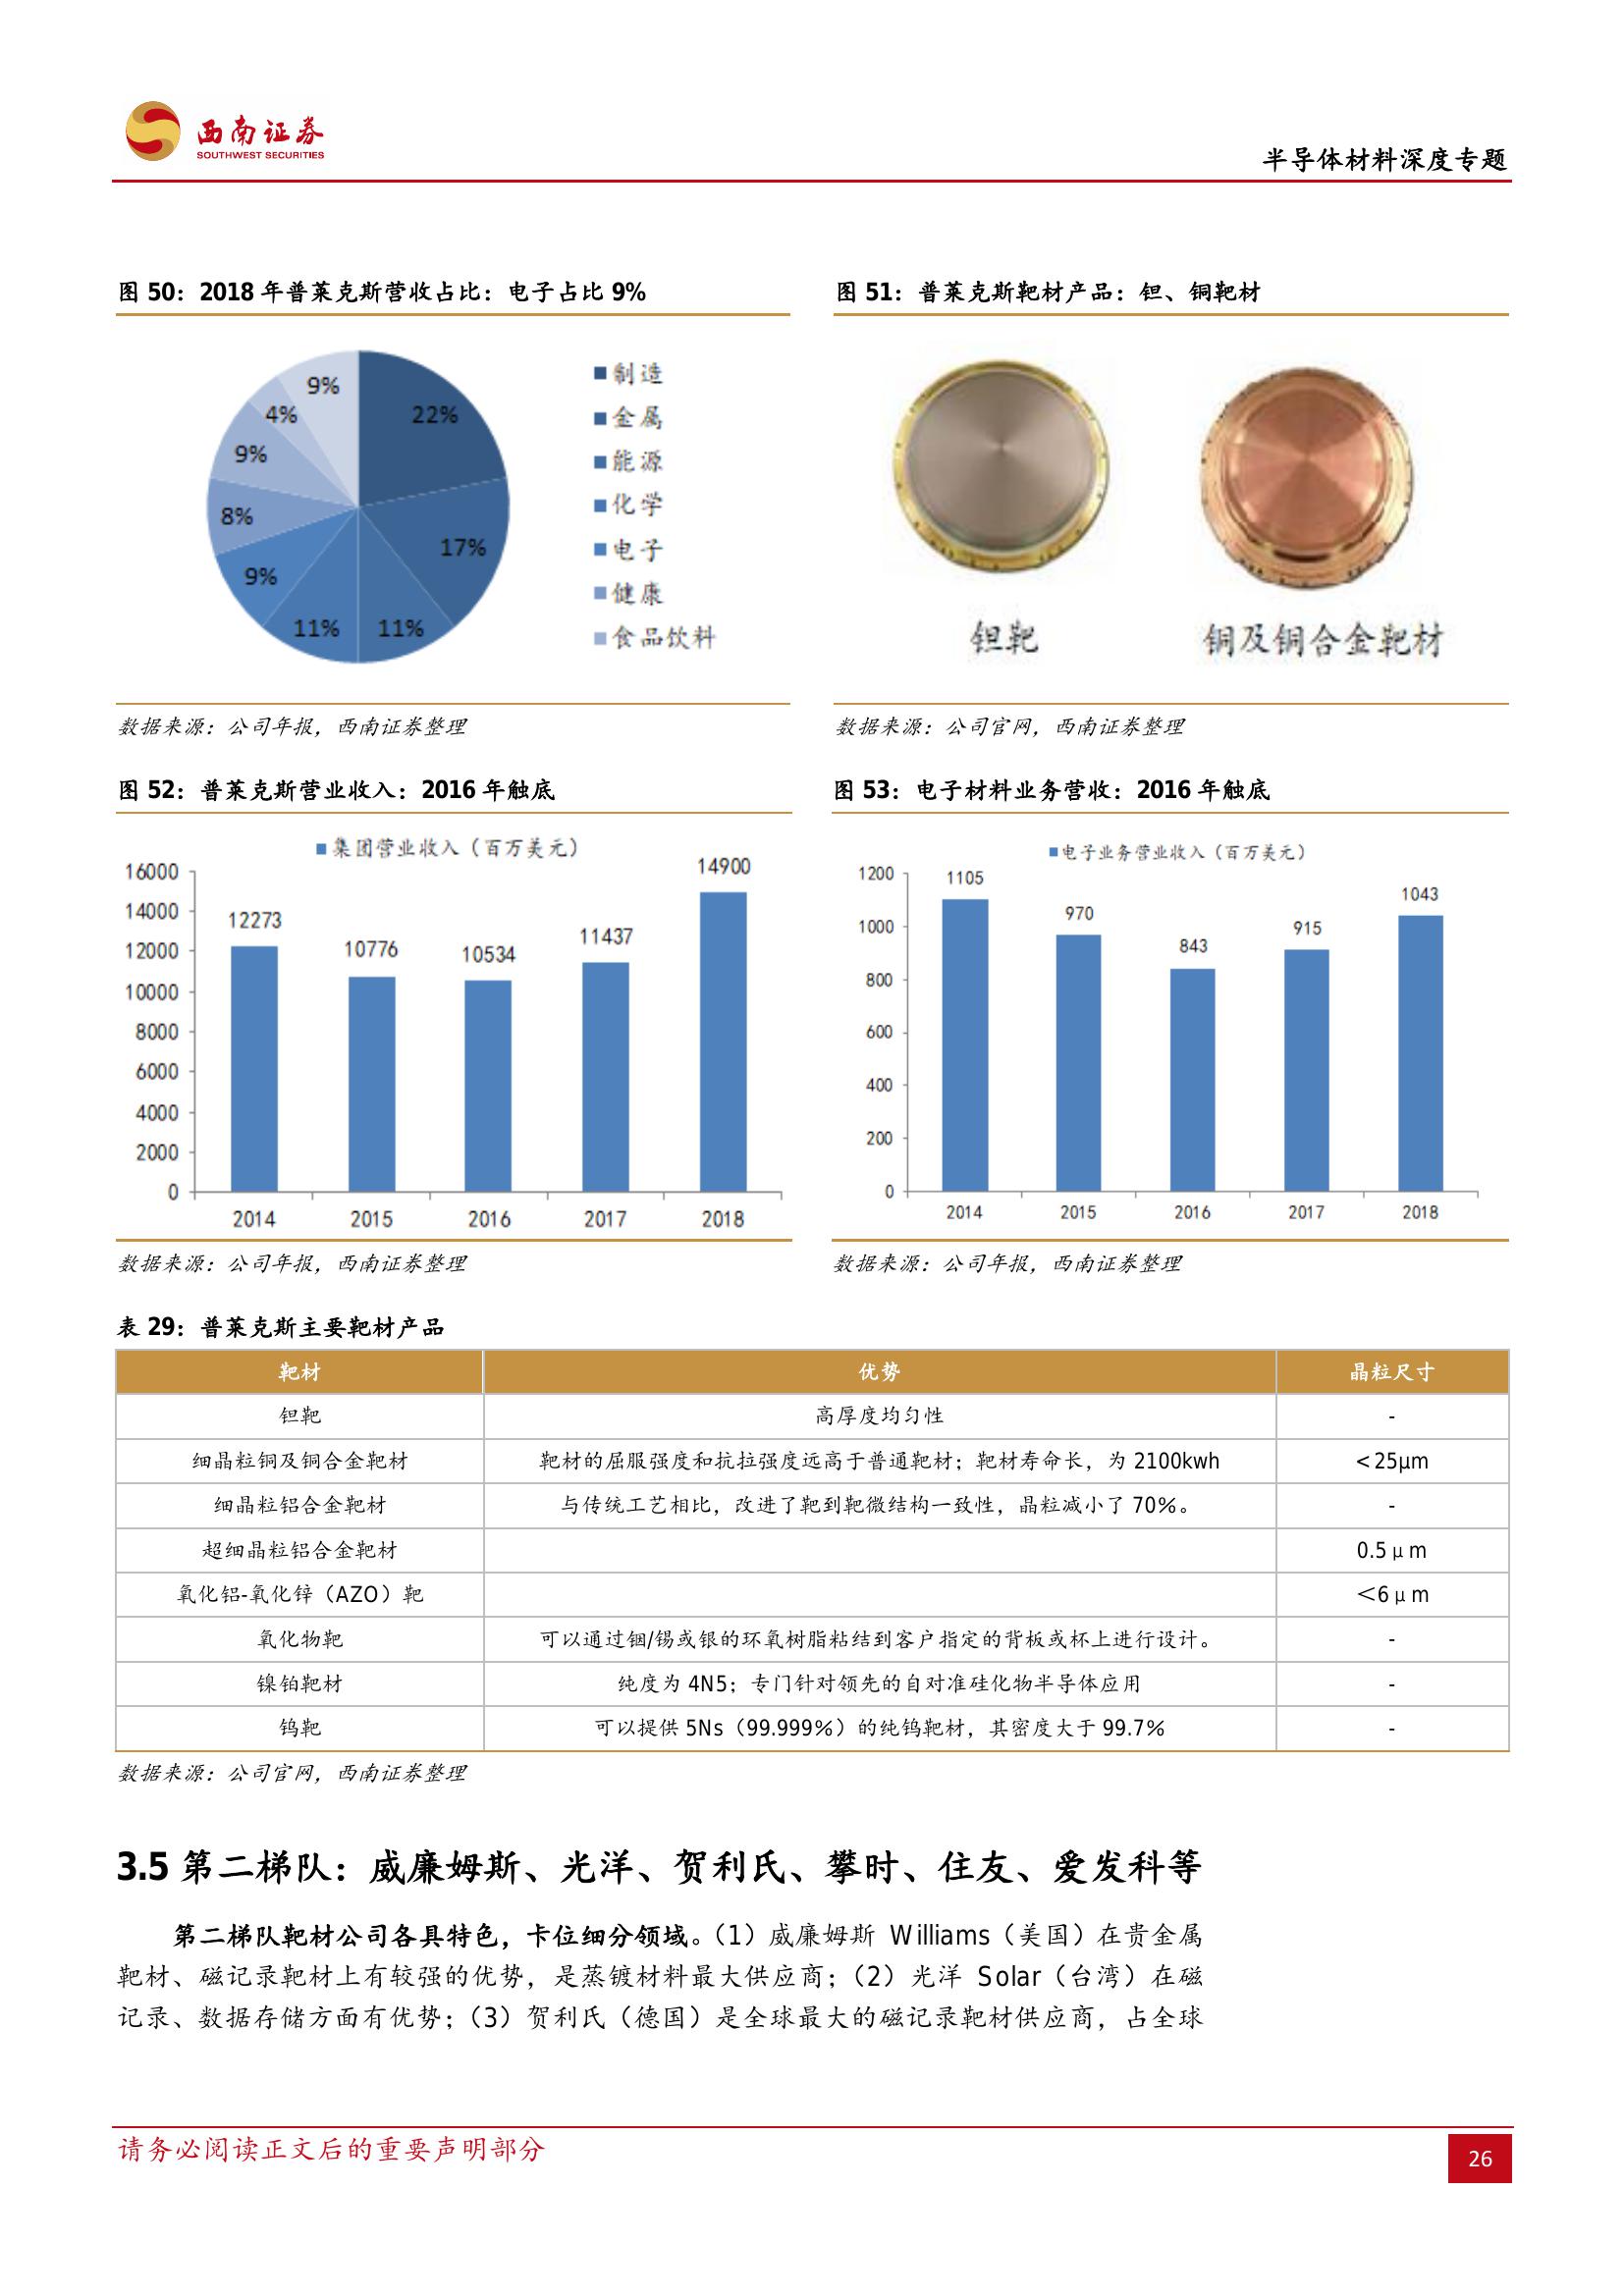 西南证券
SOUTHWEST SECURITIES
半导体材料深度专题
图 50：2018 年普莱克斯营收占比：电子占比 9%
22%
17%
11%
11%
9%
8%
9%
4%
9%
制造
金属
能源
化学
电子
健康
食品饮料
数据来源：公司年报，西南证券整理
图 51：普莱克斯靶材产品：钽、铜靶材
钽靶
铜及铜合金靶材
数据来源：公司官网，西南证券整理
图 52：普莱克斯营业收入：2016 年触底
集团营业收入（百万美元）
16000
14000
12000
10000
8000
6000
4000
2000
0
12273
10776
10534
11437
14900
2014 2015 2016 2017 2018
数据来源：公司年报，西南证券整理
图 53：电子材料业务营收：2016 年触底
电子业务营业收入（百万美元）
1200
1000
800
600
400
200
0
1105
970
843
915
1043
2014 2015 2016 2017 2018
数据来源：公司年报，西南证券整理
表 29：普莱克斯主要靶材产品
靶材 优势 晶粒尺寸
钽靶 高厚度均匀性 -
细晶粒铜及铜合金靶材 靶材的屈服强度和抗拉强度远高于普通靶材；靶材寿命长，为 2100kwh <25μm
细晶粒铝合金靶材 与传统工艺相比，改进了靶到靶微结构一致性，晶粒减小了 70%。 -
超细晶粒铝合金靶材 0.5μm
氧化铝-氧化锌（AZO）靶 ＜6μm
氧化物靶 可以通过铟/锡或银的环氧树脂粘结到客户指定的背板或杯上进行设计。 -
镍铂靶材 纯度为 4N5；专门针对领先的自对准硅化物半导体应用 -
钨靶 可以提供 5Ns（99.999%）的纯钨靶材，其密度大于 99.7% -
数据来源：公司官网，西南证券整理
3.5 第二梯队：威廉姆斯、光洋、贺利氏、攀时、住友、爱发科等
第二梯队靶材公司各具特色，卡位细分领域。（1）威廉姆斯 Williams（美国）在贵金属
靶材、磁记录靶材上有较强的优势，是蒸镀材料最大供应商；（2）光洋 Solar（台湾）在磁
记录、数据存储方面有优势；（3）贺利氏（德国）是全球最大的磁记录靶材供应商，占全球
请务必阅读正文后的重要声明部分
26